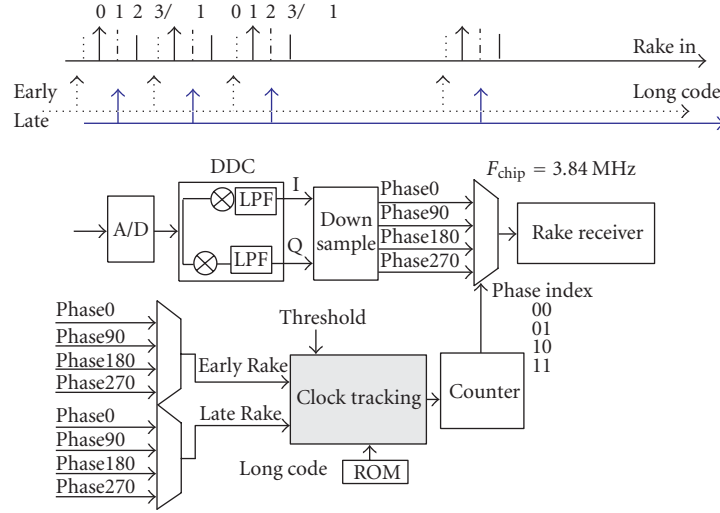 0 1 2 3/ 1 0 1 2 3/ 1
Rake in
Early
Long code
Late
DDC
F_chip = 3.84 MHz
I
LPF
A/D
Q
LPF
Down
sample
Phase0
Phase90
Phase180
Phase270
Rake receiver
Phase index
00
01
10
11
Phase0
Phase90
Phase180
Phase270
Threshold
Early Rake
Clock tracking
Counter
Phase0
Phase90
Phase180
Phase270
Late Rake
Long code
ROM